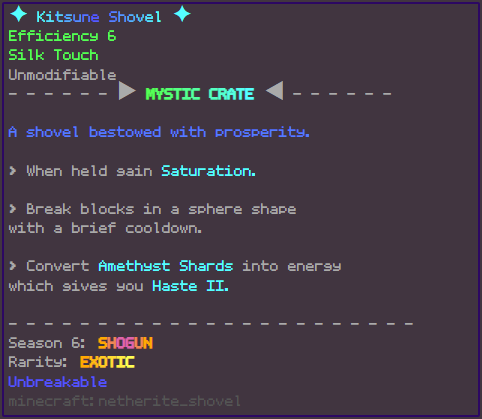 ✦ Kitsune Shovel ✦
Efficiency 6
Silk Touch
Unmodifiable
- - - - - - ▶ MYSTIC CRATE ◀ - - - - - -
A shovel bestowed with prosperity.
> When held gain Saturation.
> Break blocks in a sphere shape
with a brief cooldown.
> Convert Amethyst Shards into energy
which gives you Haste II.
- - - - - - - - - - - - - - - - - - - - - - - - -
Season 6: SHOGUN
Rarity: EXOTIC
Unbreakable
minecraft:netherite_shovel